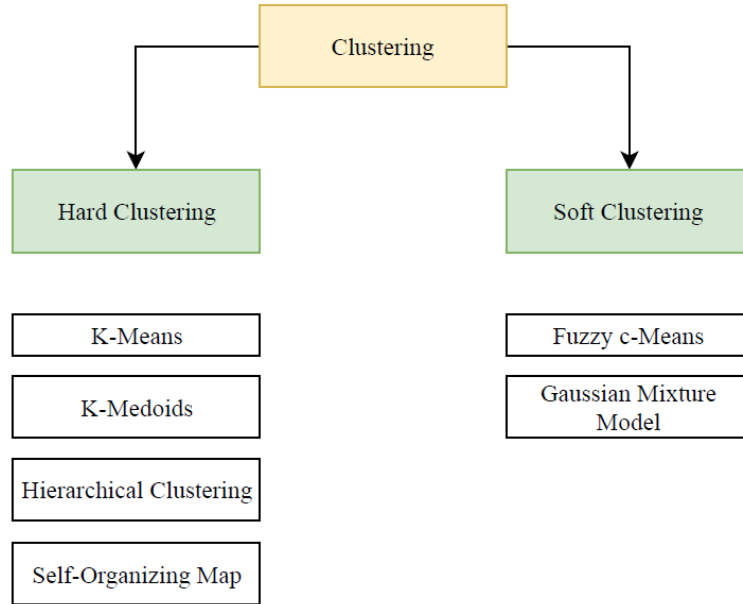 Clustering
Hard Clustering
Soft Clustering
K-Means
K-Medoids
Hierarchical Clustering
Self-Organizing Map
Fuzzy c-Means
Gaussian Mixture
Model